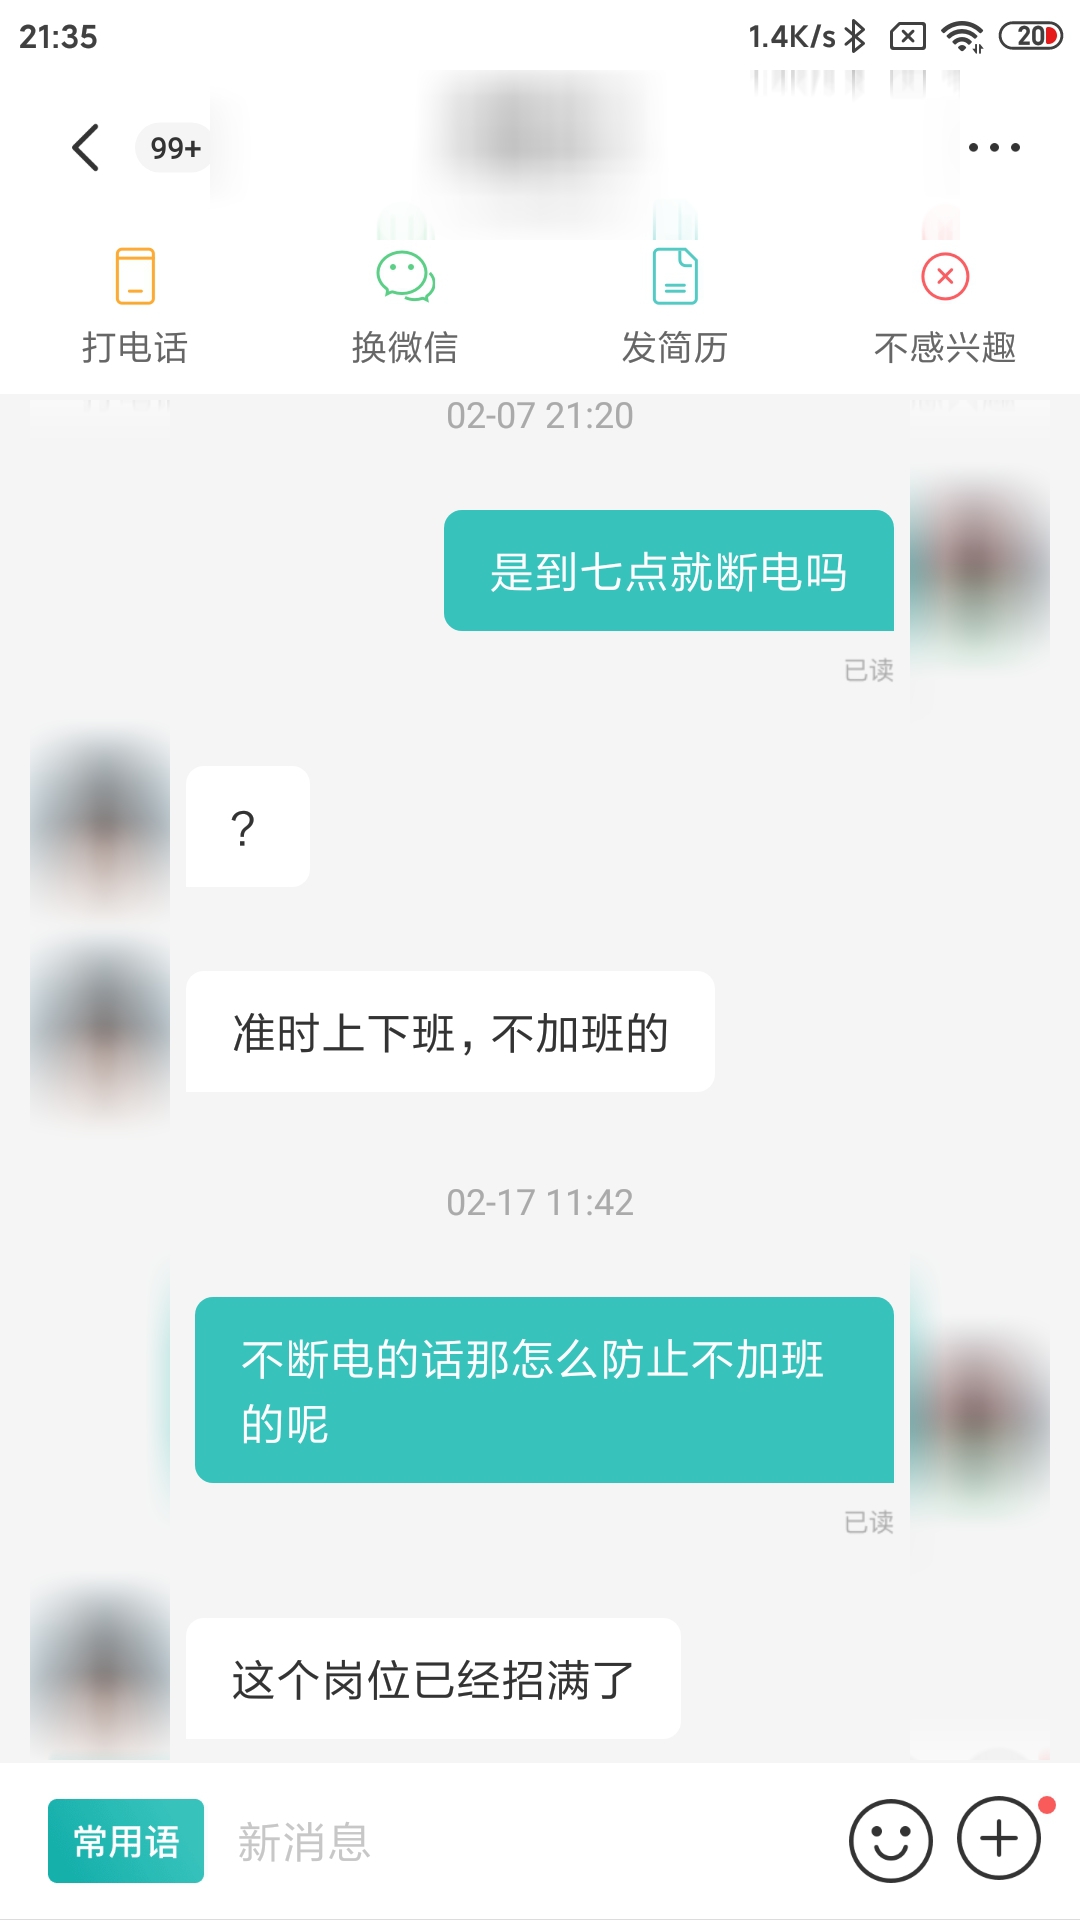 21:35
1.4K/s
20
99+
打电话
换微信
发简历
不感兴趣
02-07 21:20
是到七点就断电吗
已读
?
准时上下班，不加班的
02-17 11:42
不断电的话那怎么防止不加班
的呢
已读
这个岗位已经招满了
常用语
新消息